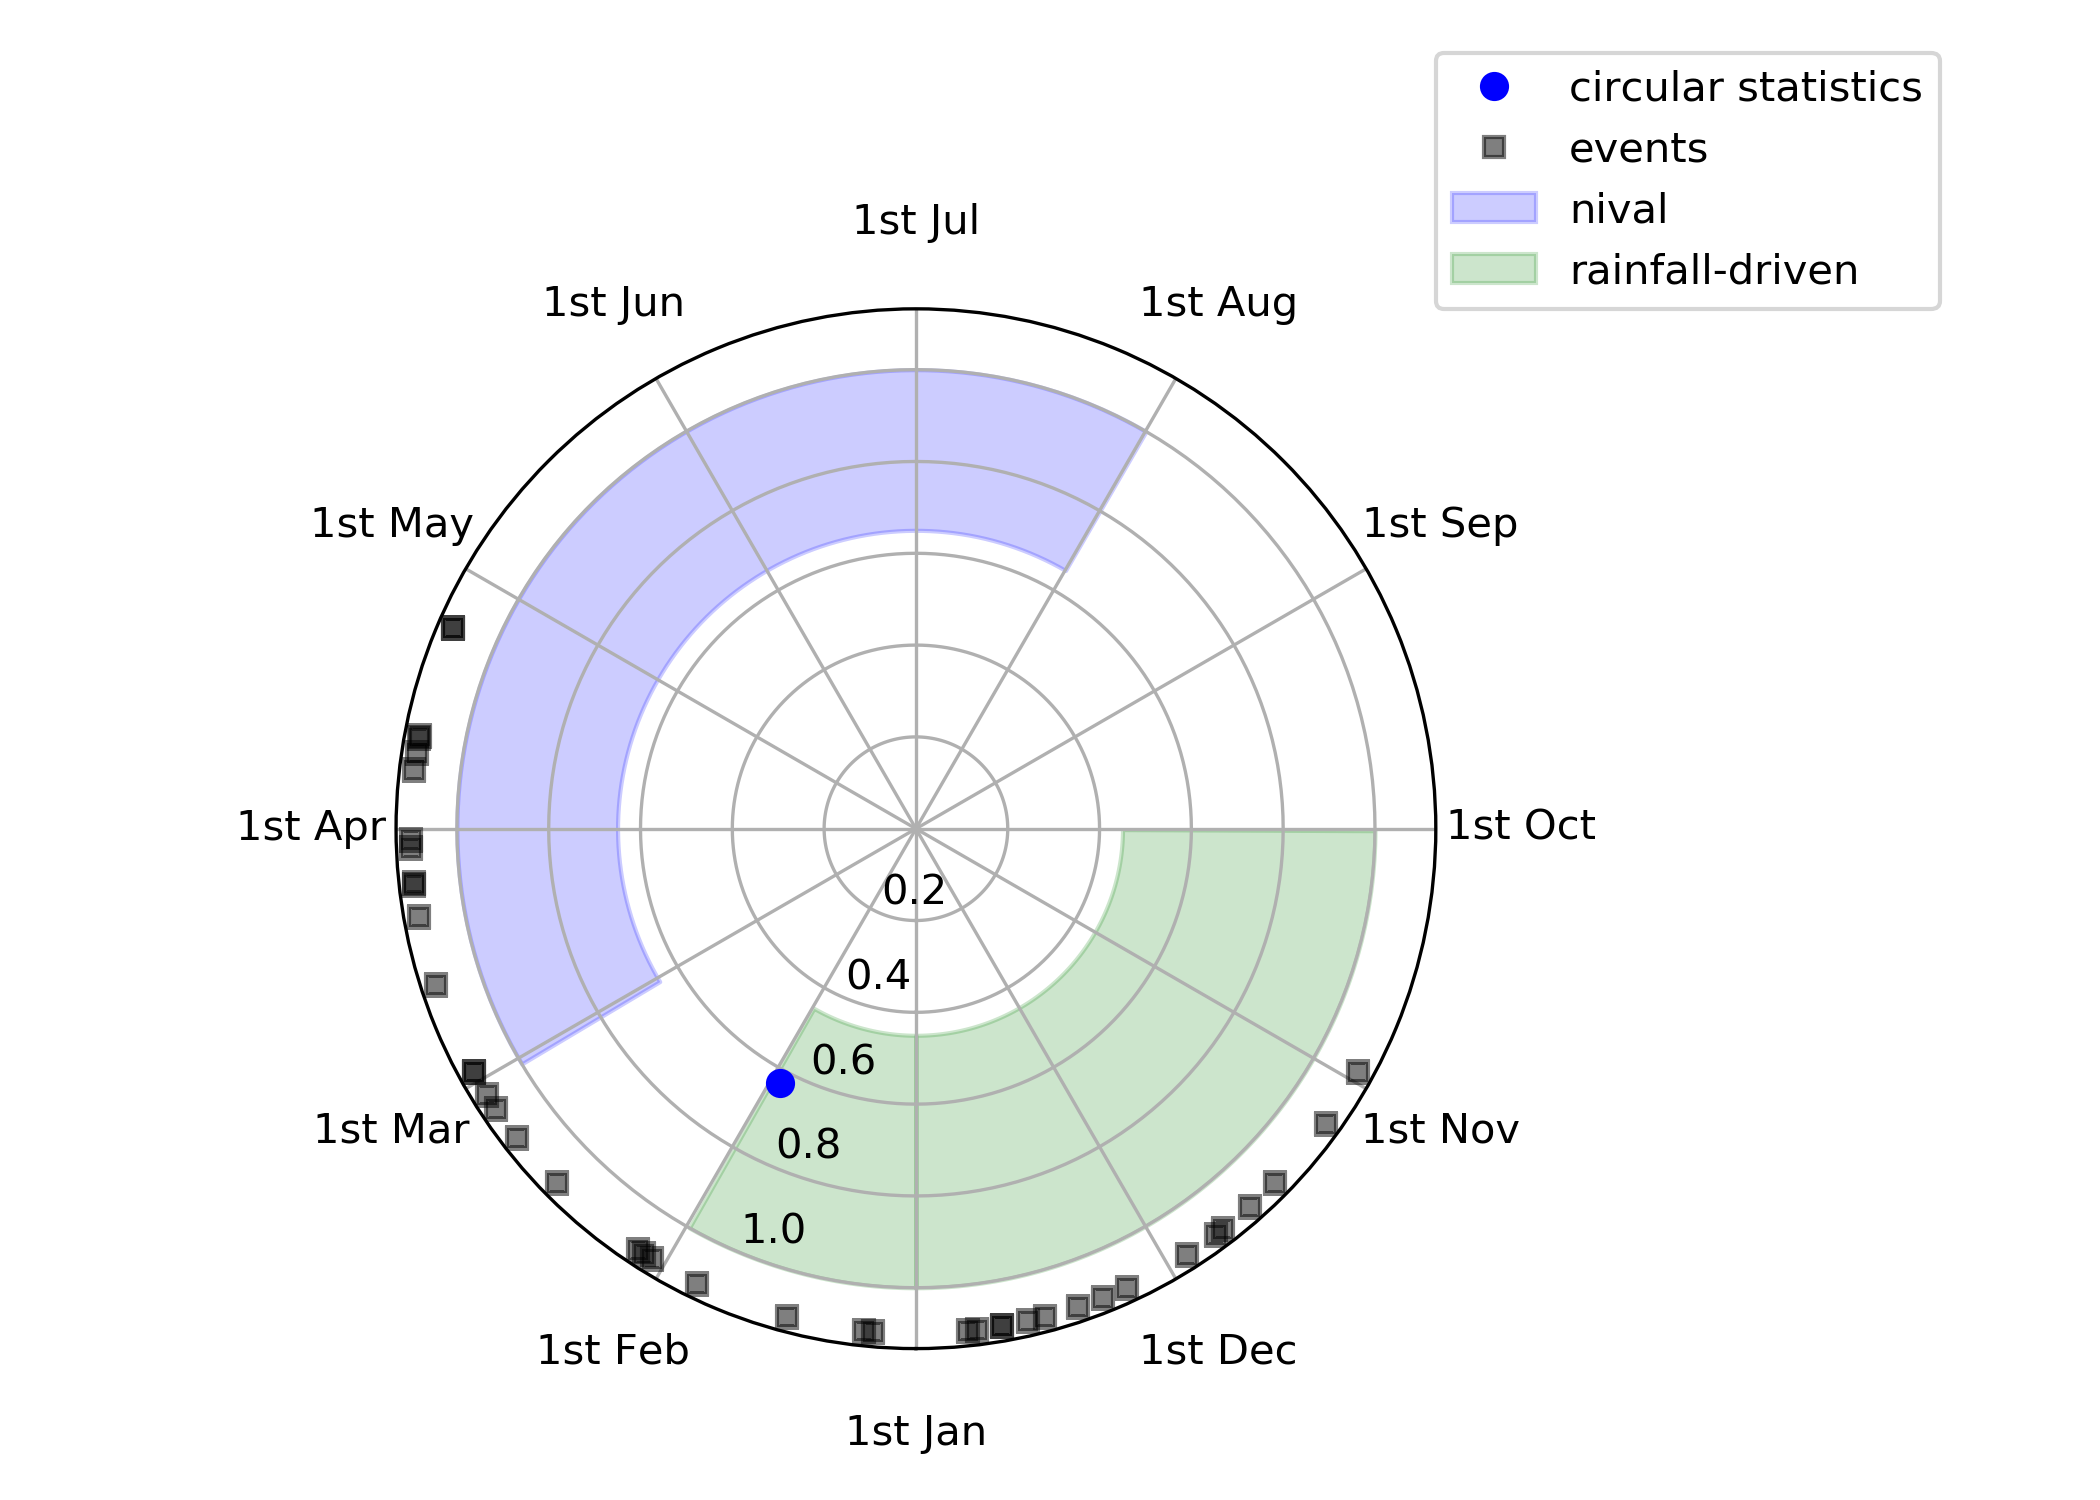 circular statistics
events
nival
rainfall-driven
1st Jul
1st Jun
1st Aug
1st May
1st Sep
1st Apr
1st Oct
0.2
0.4
0.6
0.8
1.0
1st Mar
1st Nov
1st Feb
1st Dec
1st Jan